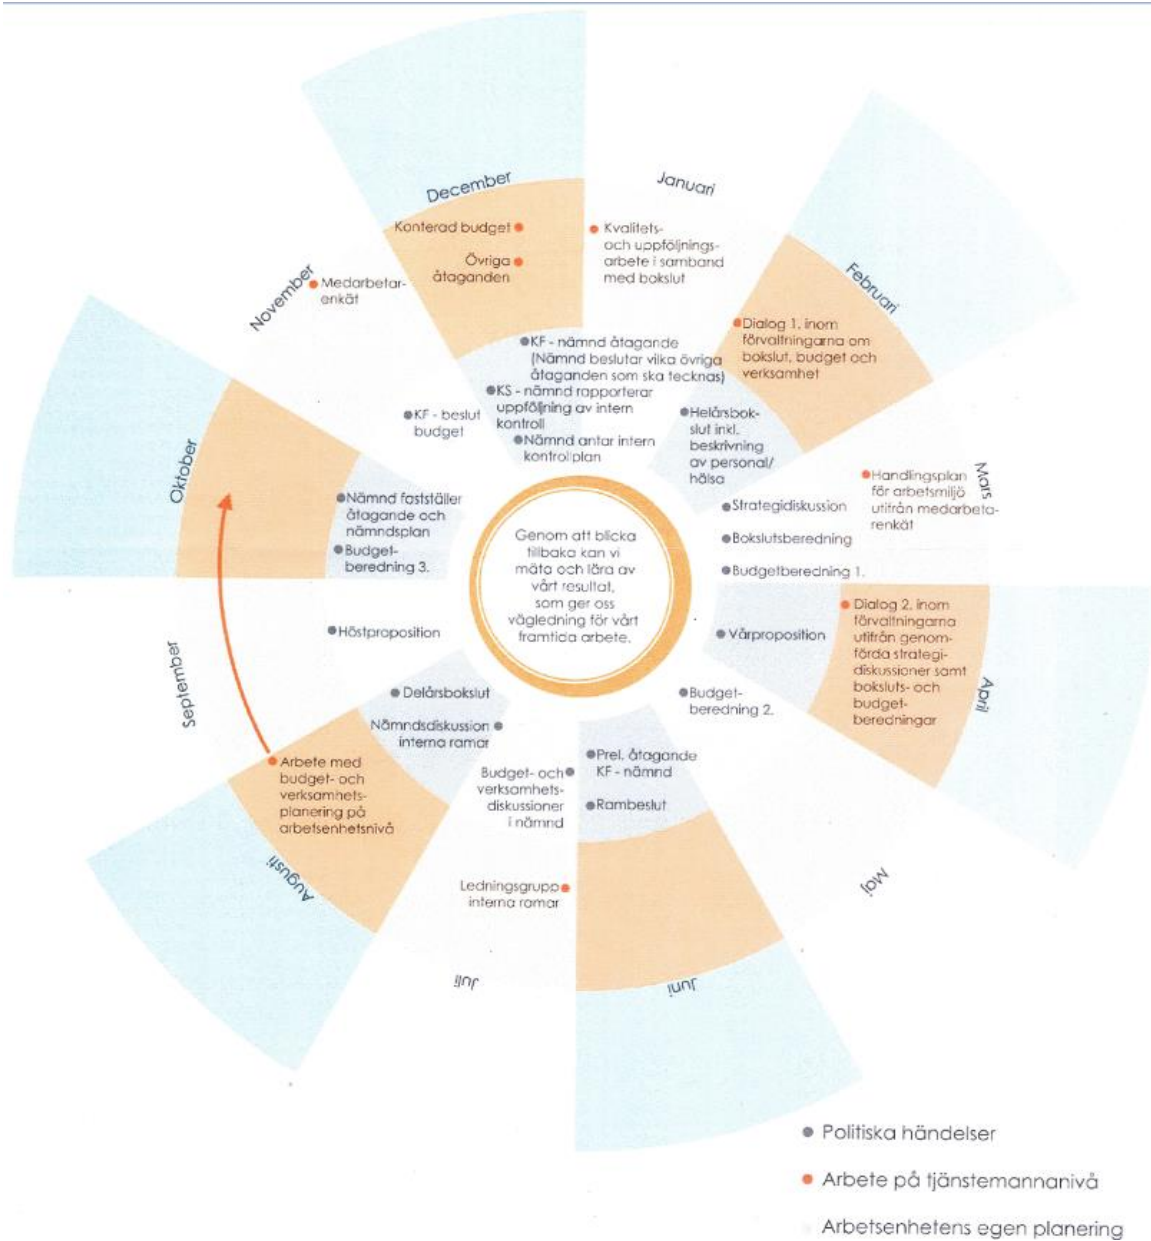 Januari
Kvalitets-
och uppföljnings-
arbete i samband
med bokslut
Februari
Dialog 1. inom
förvaltningarna om
bokslut, budget och
verksamhet
Helårsbok-
slut inkl.
beskrivning
av personal/
hälsa
Mars
Handlingsplan
för arbetsmiljö
utifrån medarbeta-
renkät
Strategidiskussion
Bokslutsberedning
Budgetberedning 1.
April
Dialog 2. inom
förvaltningarna
utifrån genom-
förda strategi-
diskussioner samt
boksluts- och
budget-
beredningar
Vårproposition
Maj
Budget-
beredning 2.
Juni
Prel. åtagande
KF - nämnd
Rambeslut
Juli
Budget- och
verksamhets-
diskussioner
i nämnd
Ledningsgrupp
interna ramar
Augusti
Delårsbokslut
Nämndsdiskussion
interna ramar
Arbete med
budget- och
verksamhets-
planering på
arbetsenhetsnivå
September
Höstproposition
Oktober
Nämnd fastställer
åtagande och
nämndsplan
Budget-
beredning 3.
November
Medarbetar-
enkät
KF - beslut
budget
December
Konterad budget
Övriga
åtaganden
KF - nämnd åtagande
(Nämnd beslutar vilka övriga
åtaganden som ska tecknas)
KS - nämnd rapporterar
uppföljning av intern
kontroll
Nämnd antar intern
kontrollplan
Genom att blicka
tillbaka kan vi
mäta och lära av
vårt resultat,
som ger oss
vägledning för vårt
framtida arbete.
Politiska händelser
Arbete på tjänstemannanivå
Arbetsenhetens egen planering